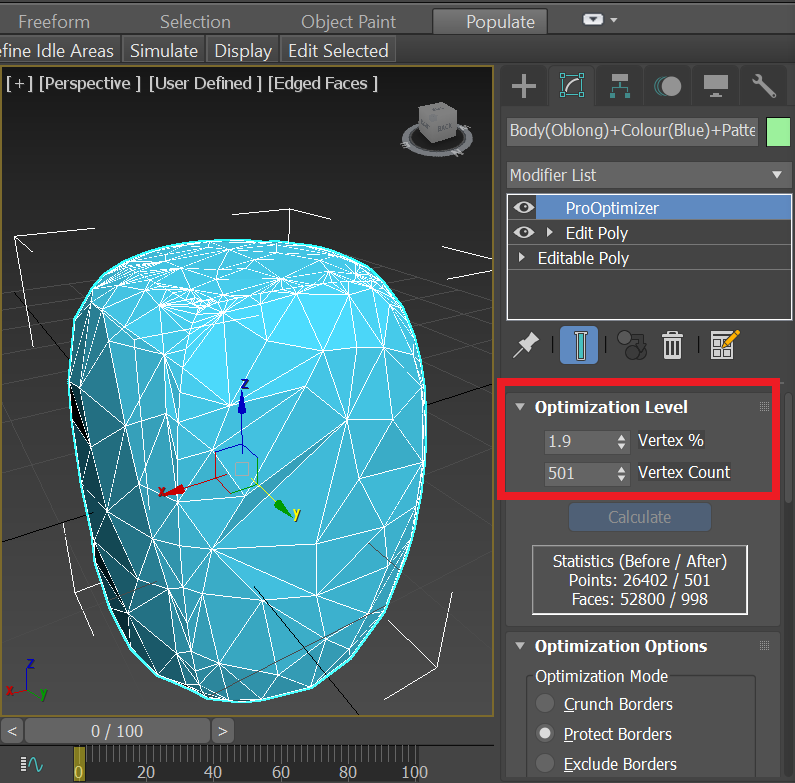 Freeform Selection Object Paint Populate
efine Idle Areas Simulate Display Edit Selected
[+] [Perspective ] [User Defined ] [Edged Faces ]
BACK
N
Body(Oblong)+Colour(Blue)+Patte
Modifier List
ProOptimizer
Edit Poly
Editable Poly
Optimization Level
1.9 Vertex %
501 Vertex Count
Calculate
Statistics (Before / After)
Points: 26402 / 501
Faces: 52800 / 998
Optimization Options
Optimization Mode
Crunch Borders
Protect Borders
Exclude Borders
z
x
y
z
x
y
< 0 / 100 >
0 20 40 60 80 100